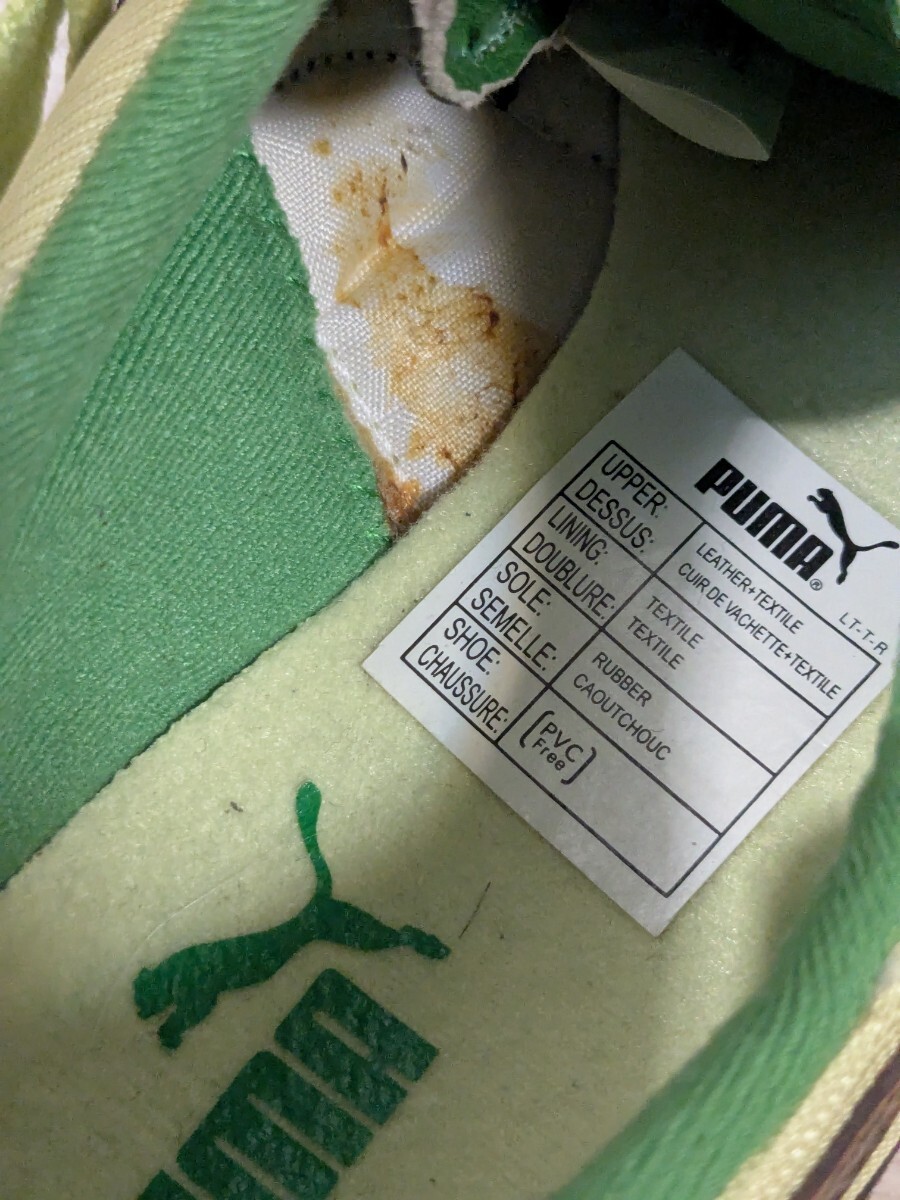 PUMA®
LT-T-R
UPPER: LEATHER+TEXTILE
DESSUS: CUIR DE VACHETTE+TEXTILE
LINING: TEXTILE
DOUBLURE: TEXTILE
SOLE: RUBBER
SEMELLE: CAOUTCHOUC
SHOE: PVC
CHAUSSURE: Free
PUMA